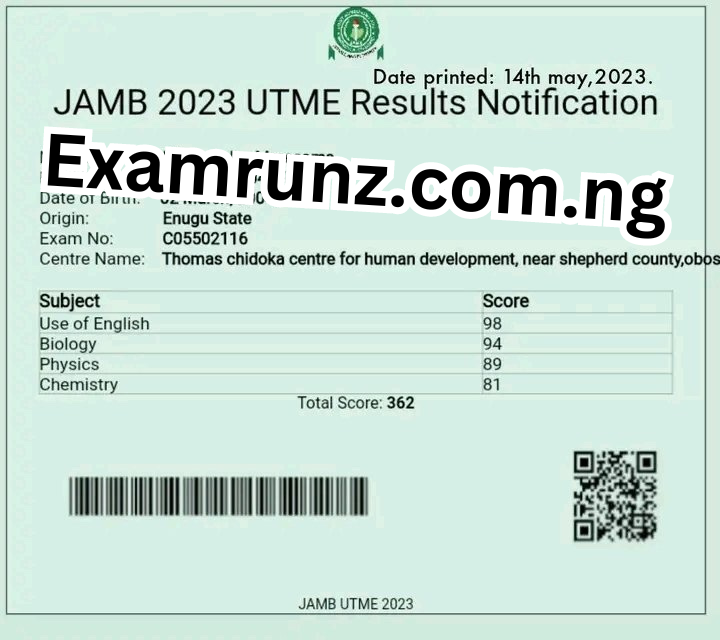 Date printed: 14th may,2023.
JAMB 2023 UTME Results Notification
Examrunz.com.ng
Date of Birth:
Origin: Enugu State
Exam No: C05502116
Centre Name: Thomas chidoka centre for human development, near shepherd county,obos
Subject Score
Use of English 98
Biology 94
Physics 89
Chemistry 81
Total Score: 362
JAMB UTME 2023